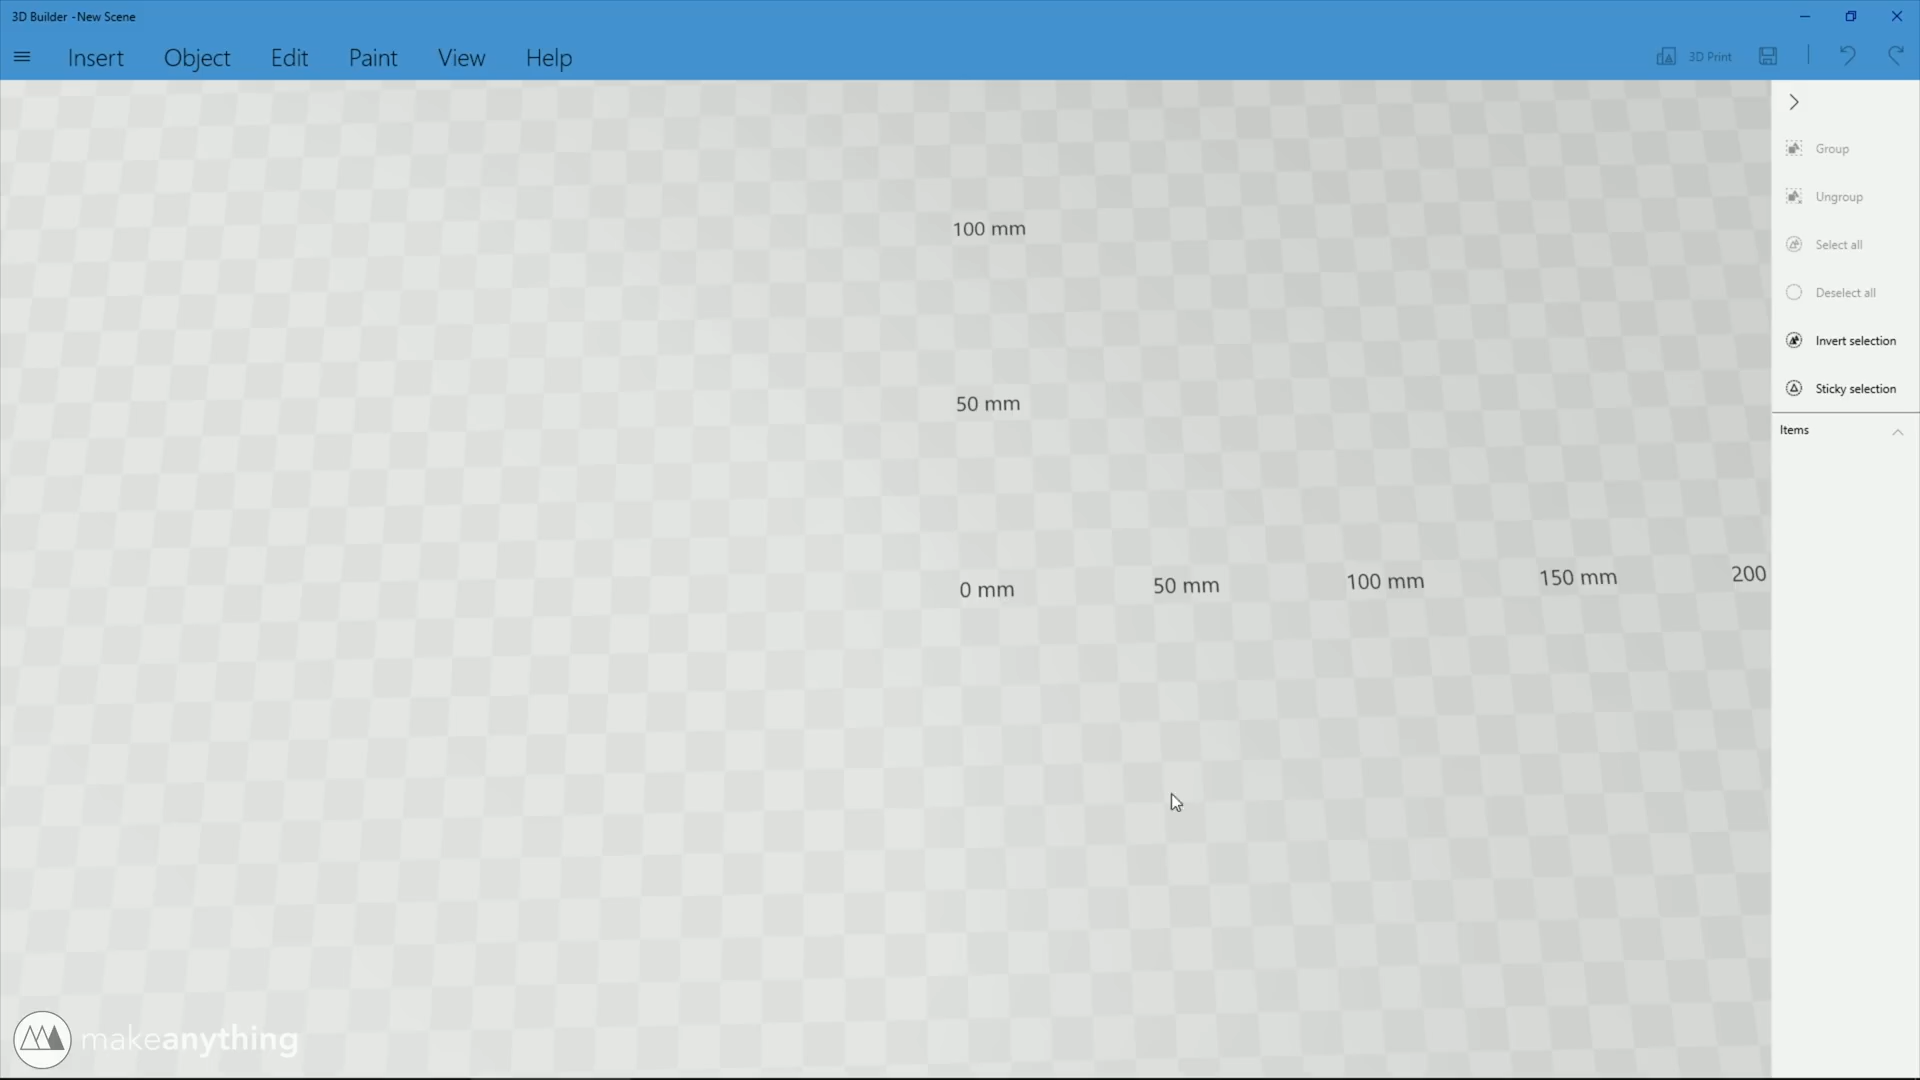 3D Builder - New Scene
Insert Object Edit Paint View Help 3D Print
Group
Ungroup
Select all
Deselect all
Invert selection
Sticky selection
Items
100 mm
50 mm
0 mm 50 mm 100 mm 150 mm 200
makeanything